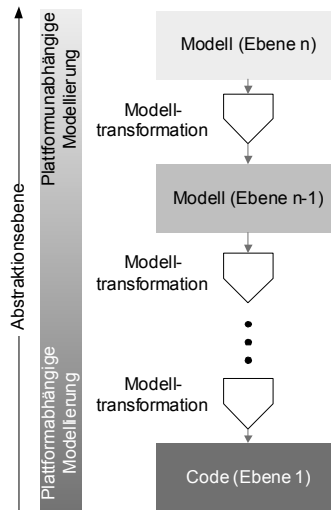 Abstraktionsebene
Plattformunabhängige
Modellierung
Plattformabhängige
Modellierung
Modell (Ebene n)
Modell-
transformation
Modell (Ebene n-1)
Modell-
transformation
Modell-
transformation
Code (Ebene 1)